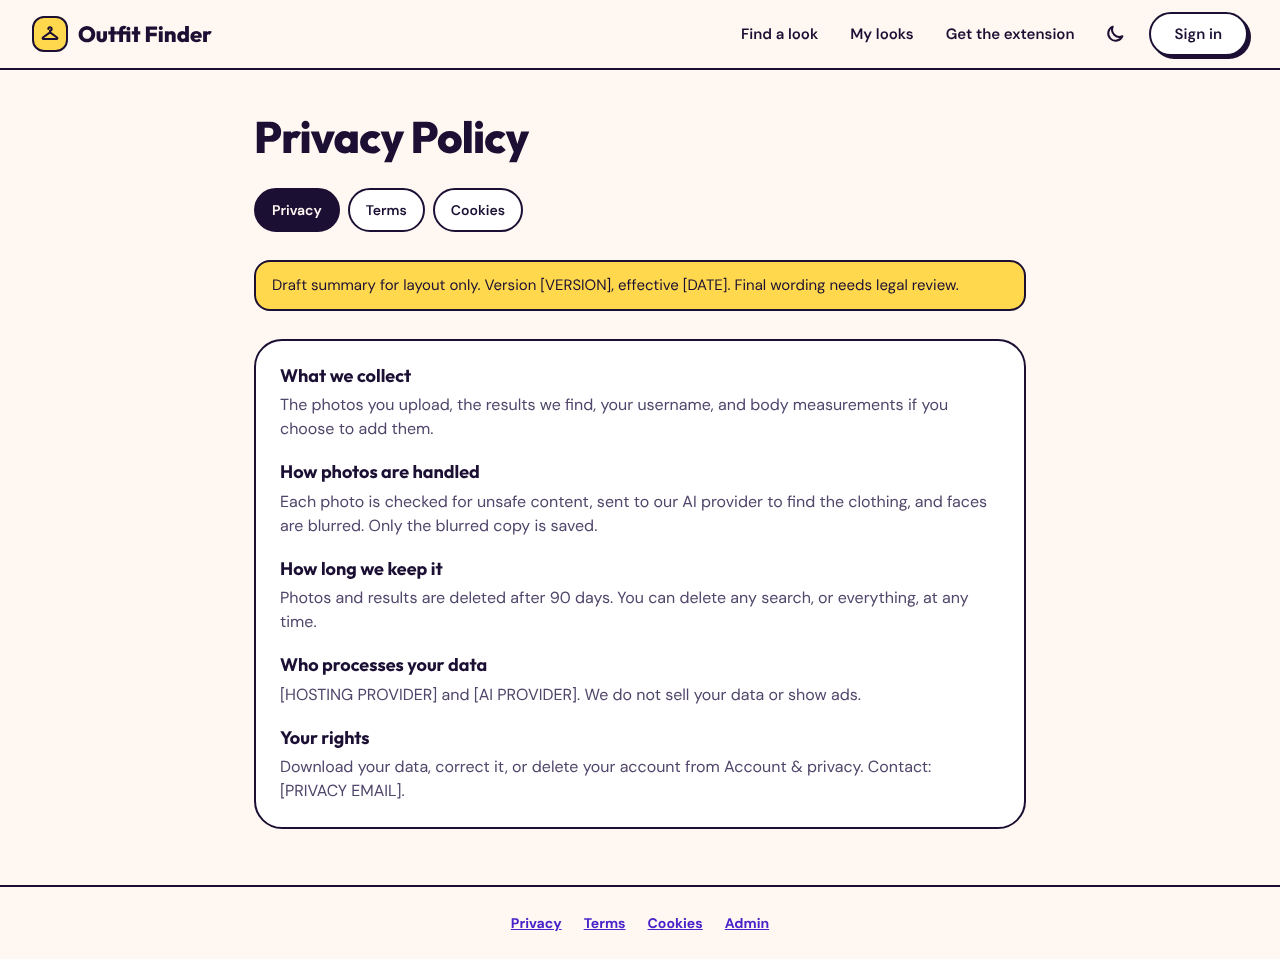 Outfit Finder
Find a look
My looks
Get the extension
Sign in
Privacy Policy
Privacy
Terms
Cookies
Draft summary for layout only. Version [VERSION], effective [DATE]. Final wording needs legal review.
What we collect
The photos you upload, the results we find, your username, and body measurements if you
choose to add them.
How photos are handled
Each photo is checked for unsafe content, sent to our AI provider to find the clothing, and faces
are blurred. Only the blurred copy is saved.
How long we keep it
Photos and results are deleted after 90 days. You can delete any search, or everything, at any
time.
Who processes your data
[HOSTING PROVIDER] and [AI PROVIDER]. We do not sell your data or show ads.
Your rights
Download your data, correct it, or delete your account from Account & privacy. Contact:
[PRIVACY EMAIL].
Privacy
Terms
Cookies
Admin